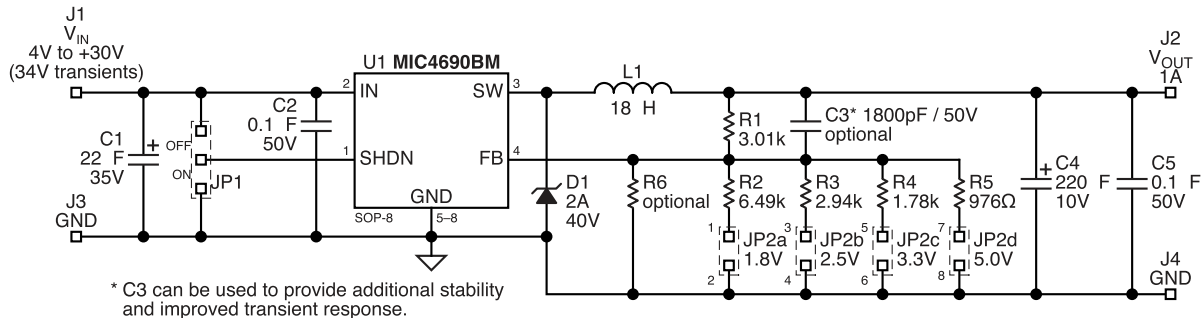 J1
VIN
4V to +30V
(34V transients)
U1 MIC4690BM
2
IN
SW
3
L1
18 H
J2
VOUT
1A
C1
+
22 F
35V
OFF
ON
JP1
C2
0.1 F
50V
1
SHDN
FB
4
GND
SOP-8
5–8
J3
GND
D1
2A
40V
R1
3.01k
C3* 1800pF / 50V
optional
R6
optional
R2
6.49k
R3
2.94k
R4
1.78k
R5
976Ω
1
JP2a
1.8V
2
3
JP2b
2.5V
4
5
JP2c
3.3V
6
7
JP2d
5.0V
8
+
C4
220 F
10V
C5
0.1 F
50V
J4
GND
* C3 can be used to provide additional stability
and improved transient response.